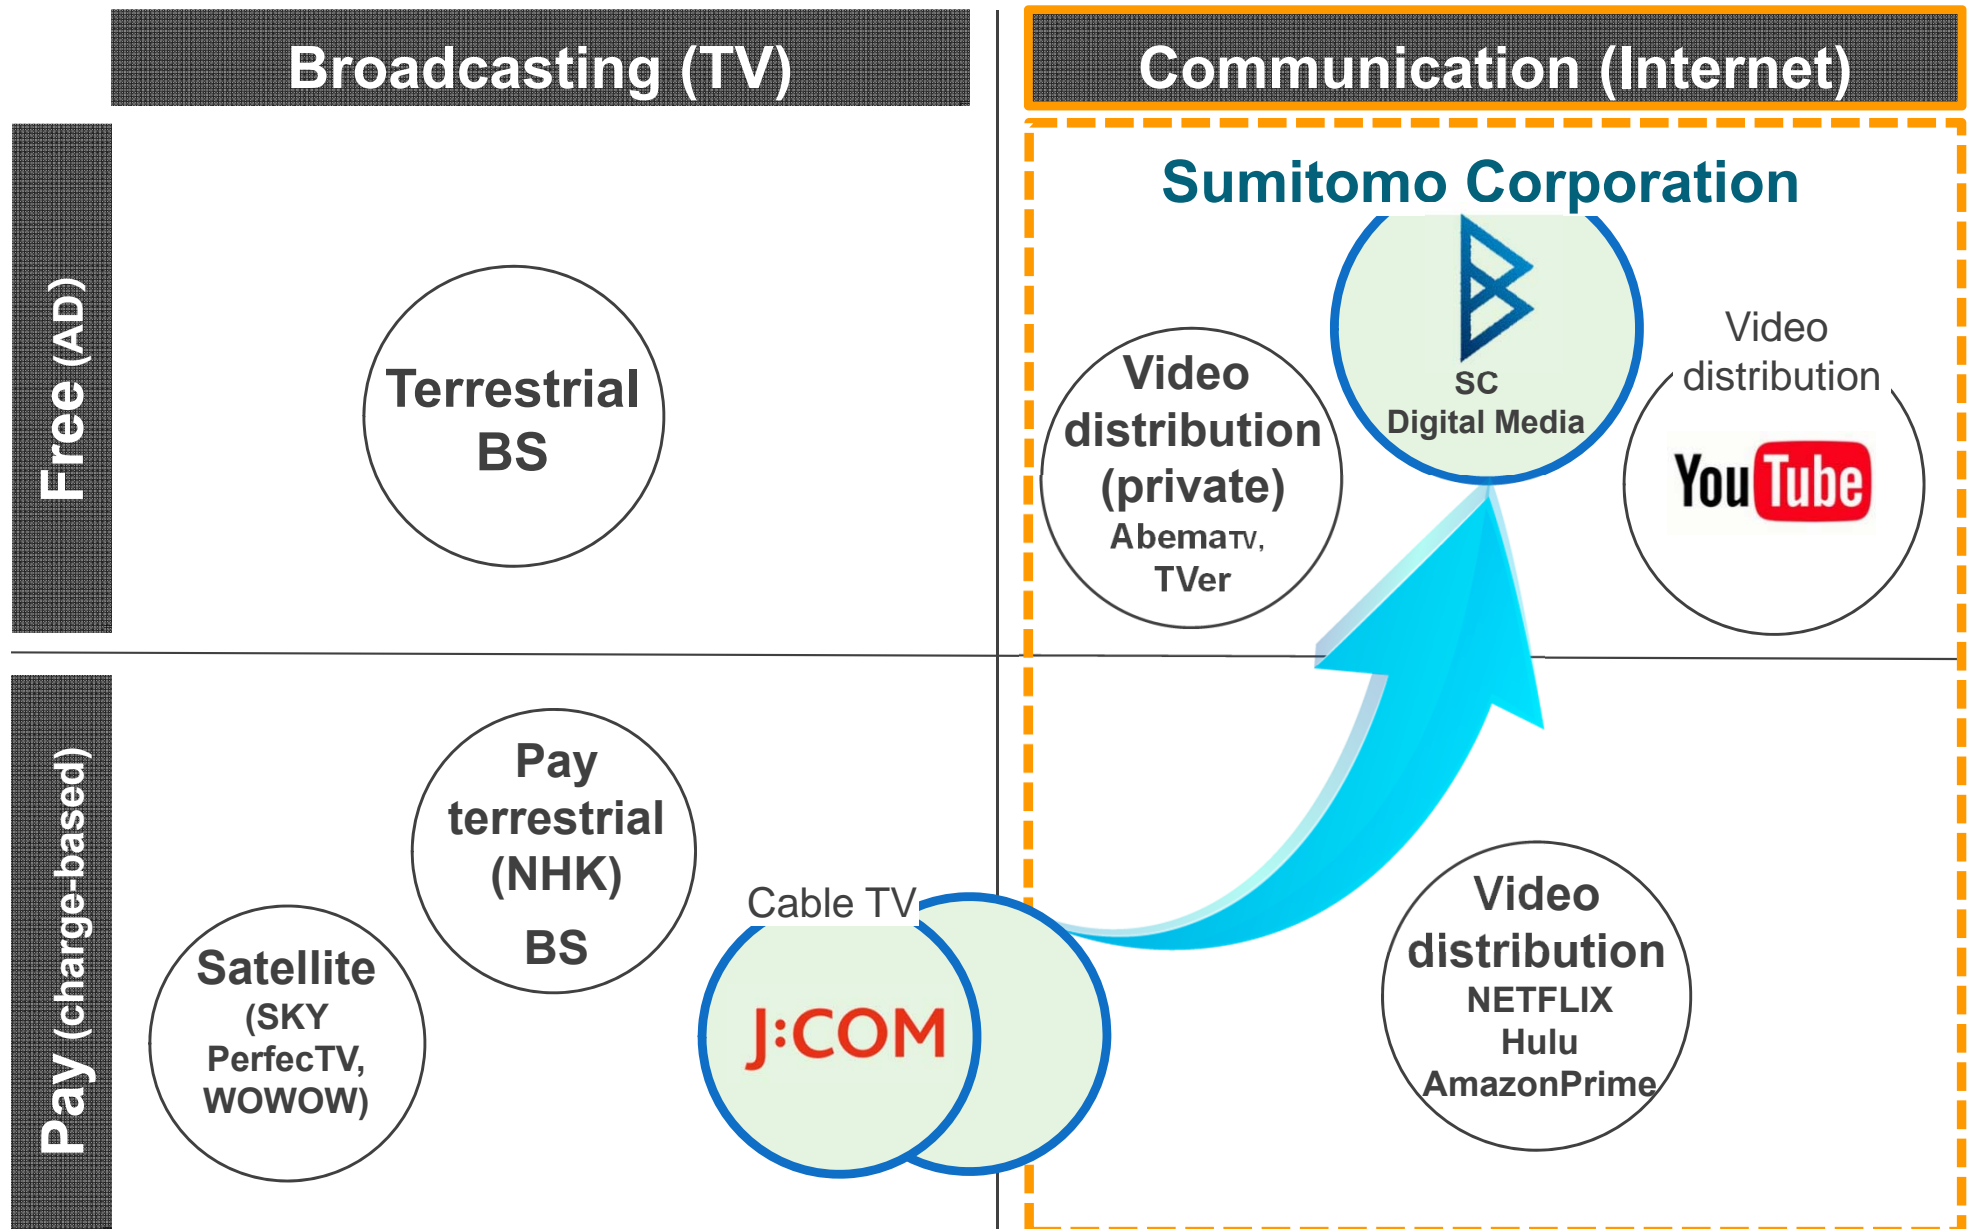 Broadcasting (TV)
Communication (Internet)
Free (AD)
Terrestrial
BS
Sumitomo Corporation
SC
Digital Media
Video
distribution
(private)
AbemaTV,
TVer
Video
distribution
YouTube
Pay (charge-based)
Pay
terrestrial
(NHK)
BS
Satellite
(SKY
PerfecTV,
WOWOW)
Cable TV
J:COM
Video
distribution
NETFLIX
Hulu
AmazonPrime